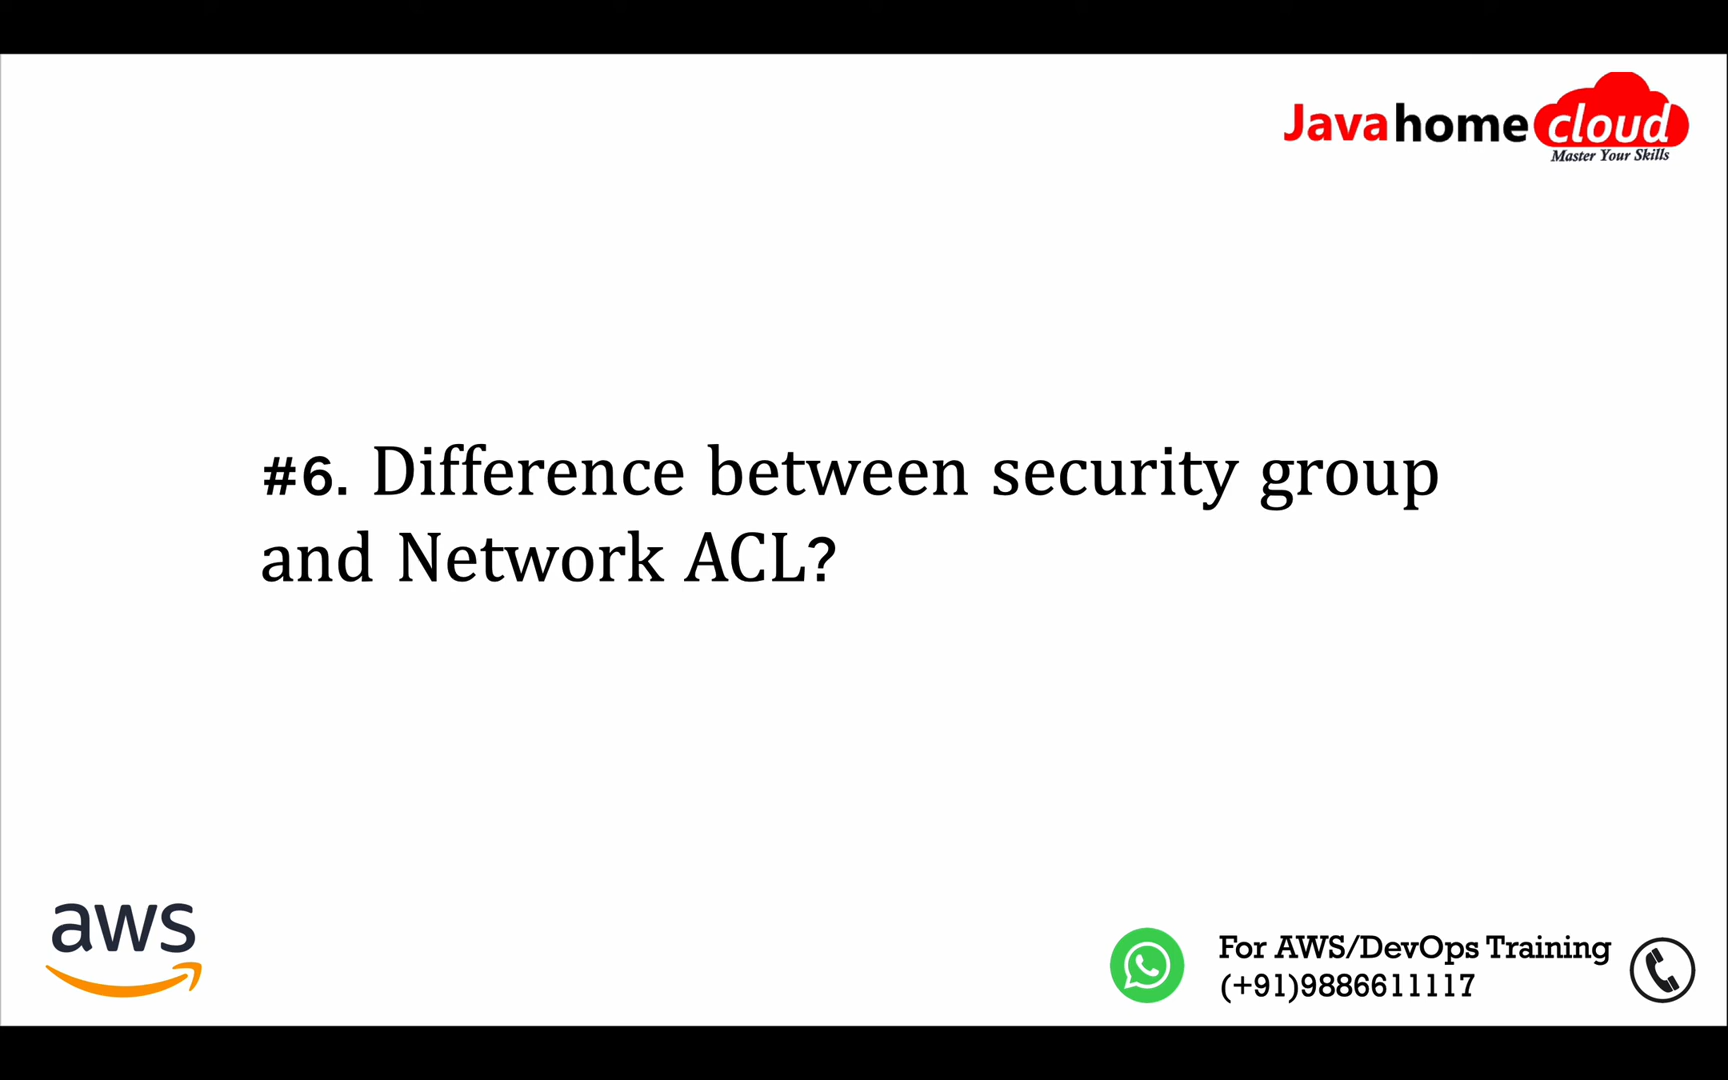 Javahome cloud
Master Your Skills
#6. Difference between security group
and Network ACL?
aws
For AWS/DevOps Training
(+91)9886611117